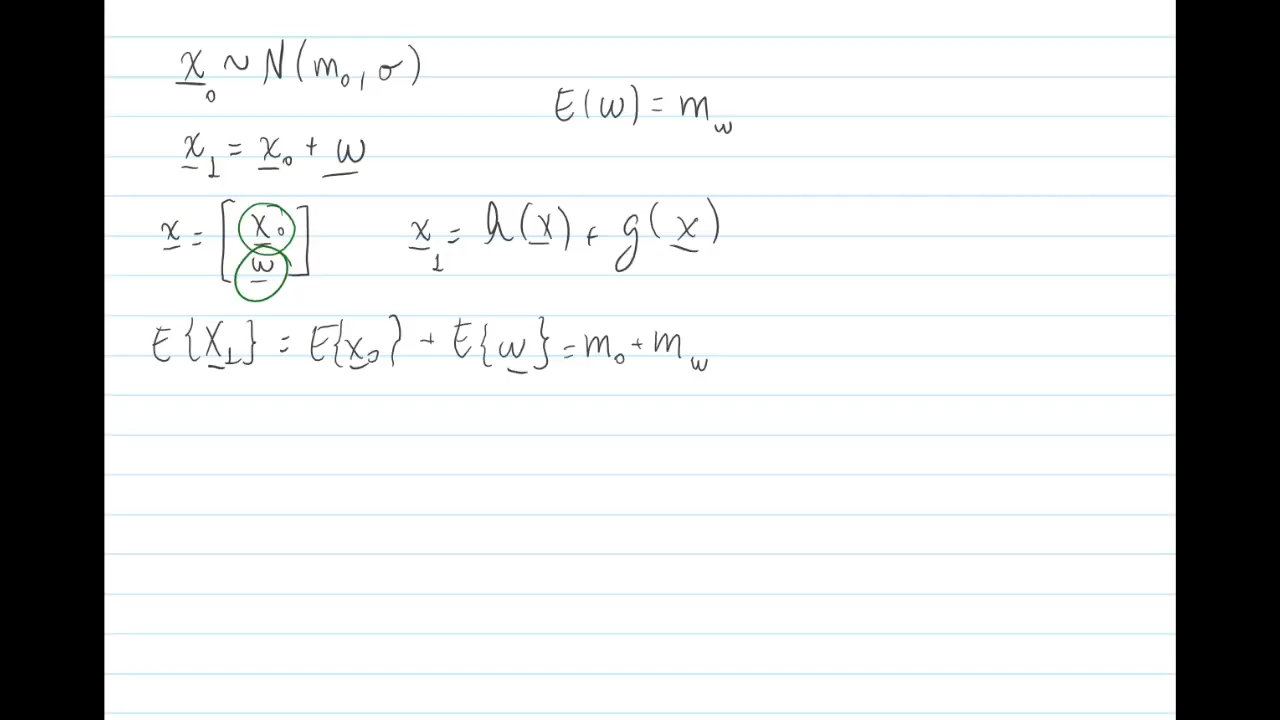 x₀ ~ N(m₀, σ)
E(w) = m_w
x₁ = x₀ + w
x = [x₀ w] x₁ = h(x) + g(x)
E{x₁} = E{x₀} + E{w} = m₀ + m_w